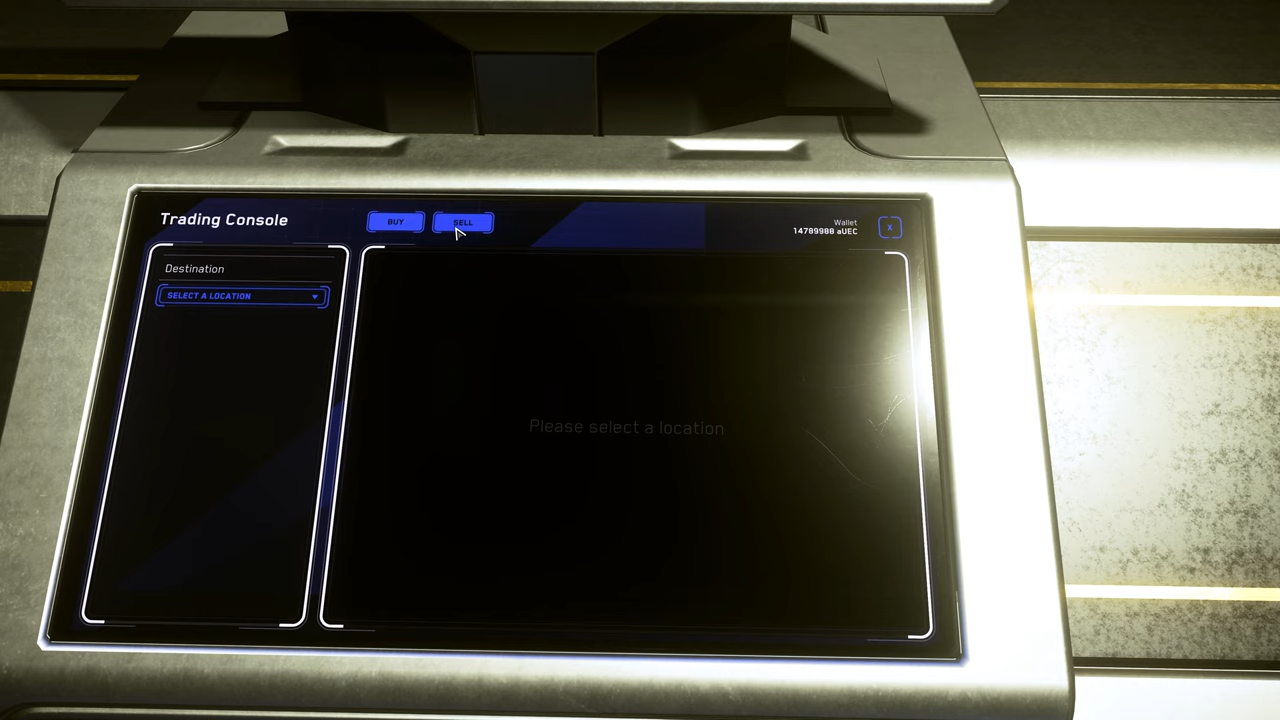 Trading Console
BUY
SELL
Wallet
14789988 aUEC
X
Destination
SELECT A LOCATION
Please select a location